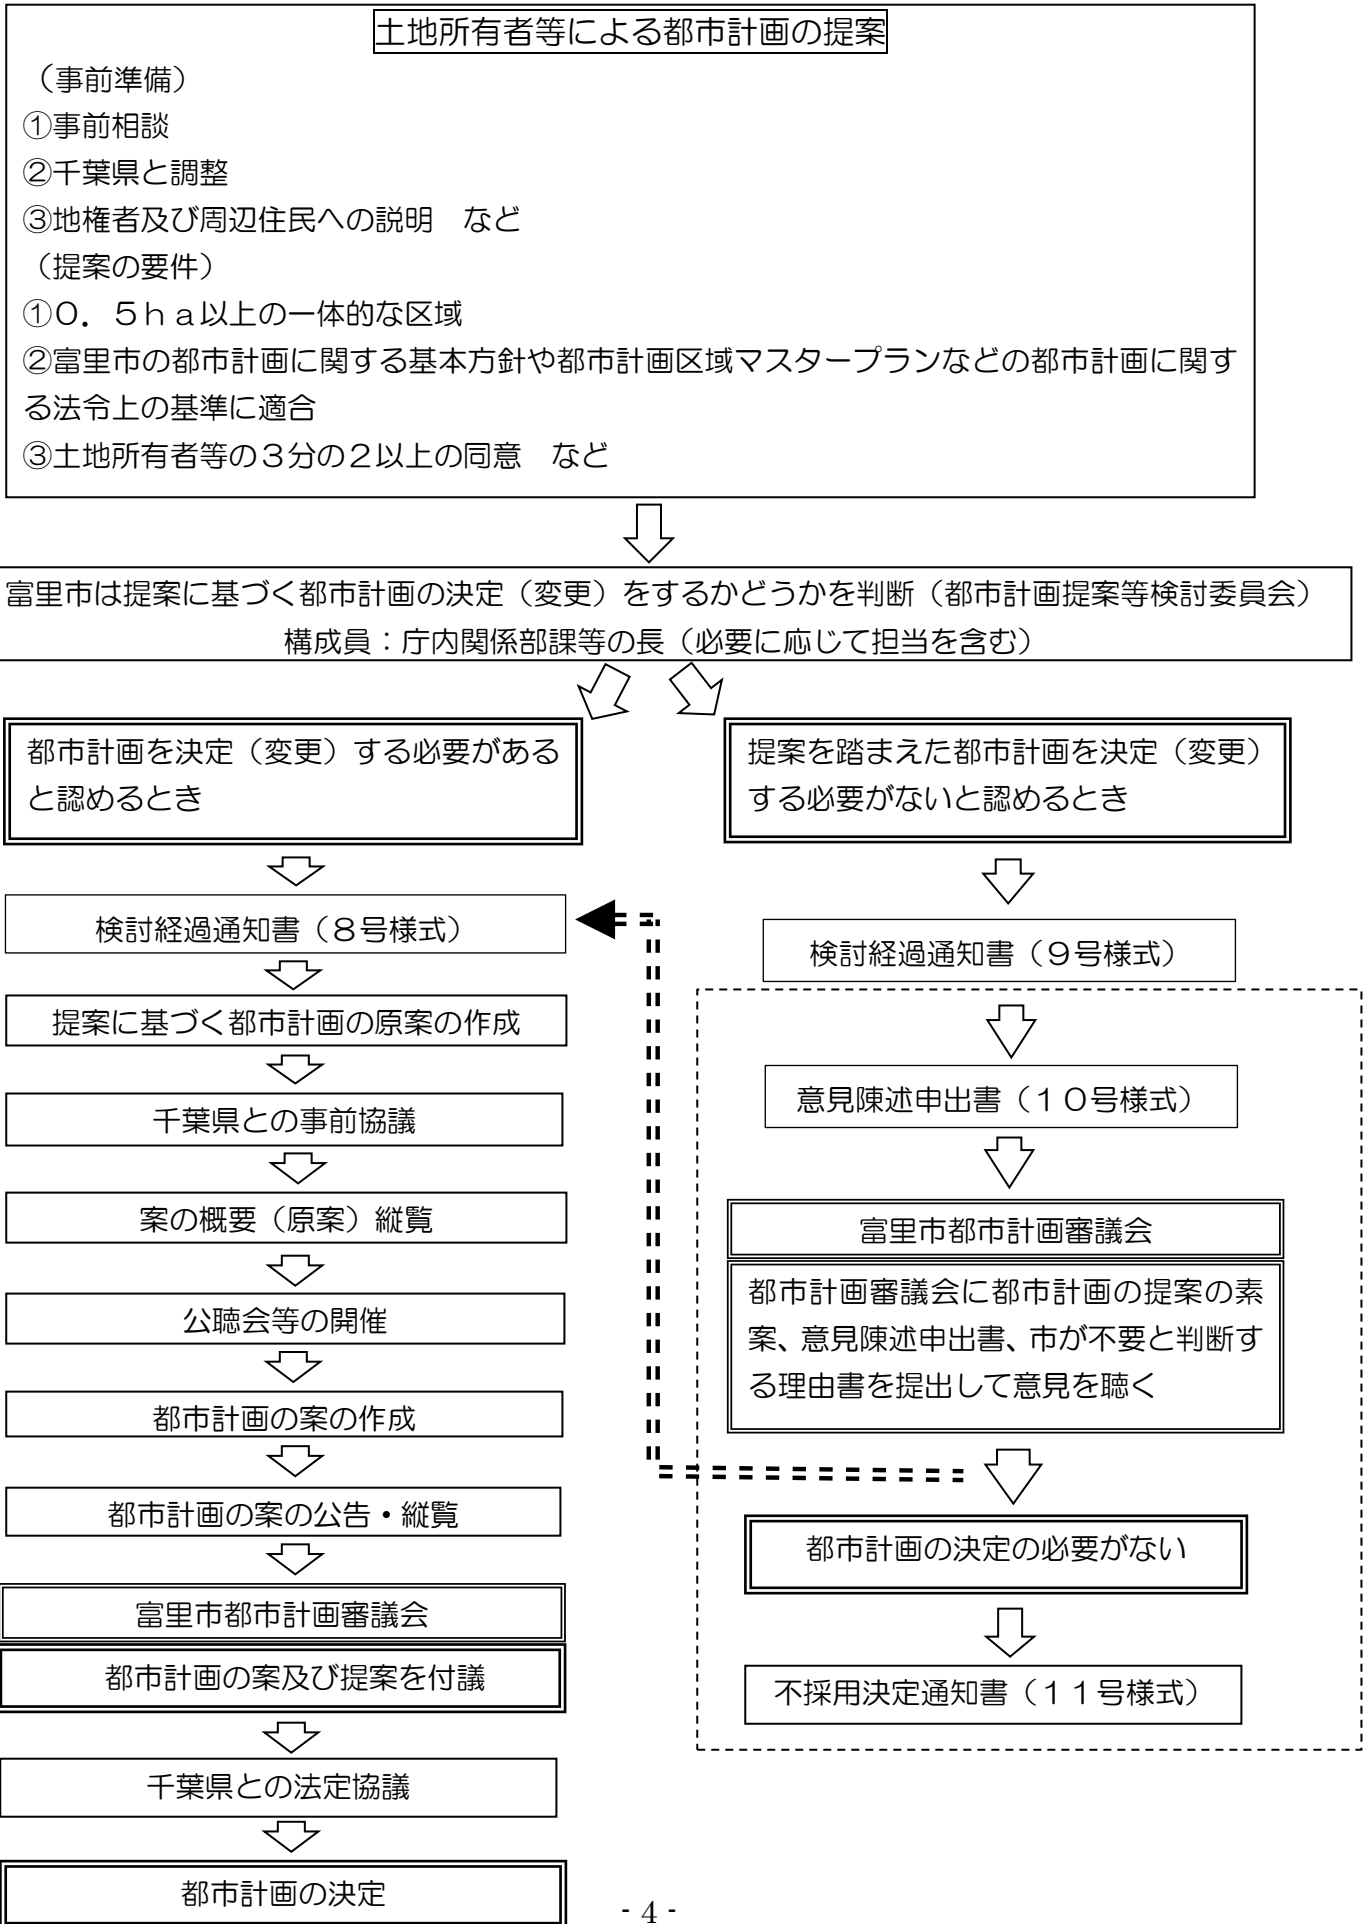 土地所有者等による都市計画の提案
（事前準備）
①事前相談
②千葉県と調整
③地権者及び周辺住民への説明　など
（提案の要件）
①０．５ｈａ以上の一体的な区域
②富里市の都市計画に関する基本方針や都市計画区域マスタープランなどの都市計画に関す
る法令上の基準に適合
③土地所有者等の３分の２以上の同意　など
富里市は提案に基づく都市計画の決定（変更）をするかどうかを判断（都市計画提案等検討委員会）
構成員：庁内関係部課等の長（必要に応じて担当を含む）
都市計画を決定（変更）する必要がある
と認めるとき
検討経過通知書（８号様式）
提案に基づく都市計画の原案の作成
千葉県との事前協議
案の概要（原案）縦覧
公聴会等の開催
都市計画の案の作成
都市計画の案の公告・縦覧
富里市都市計画審議会
都市計画の案及び提案を付議
千葉県との法定協議
都市計画の決定
提案を踏まえた都市計画を決定（変更）
する必要がないと認めるとき
検討経過通知書（９号様式）
意見陳述申出書（１０号様式）
富里市都市計画審議会
都市計画審議会に都市計画の提案の素
案、意見陳述申出書、市が不要と判断す
る理由書を提出して意見を聴く
都市計画の決定の必要がない
不採用決定通知書（１１号様式）
- 4 -